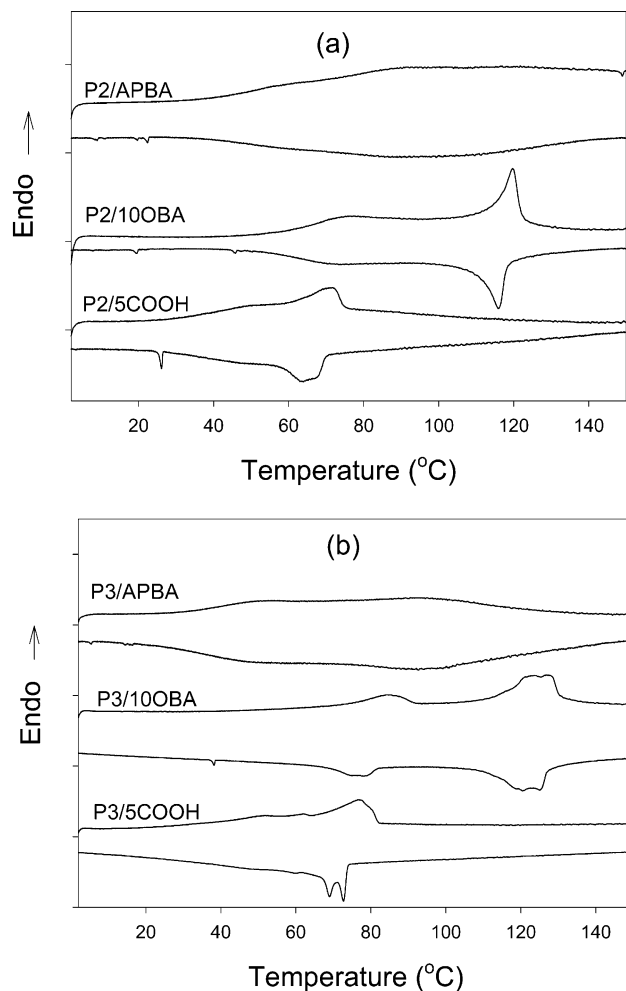 (a)
P2/APBA
P2/10OBA
P2/5COOH
Endo →
20 40 60 80 100 120 140
Temperature (°C)
(b)
P3/APBA
P3/10OBA
P3/5COOH
Endo →
20 40 60 80 100 120 140
Temperature (°C)